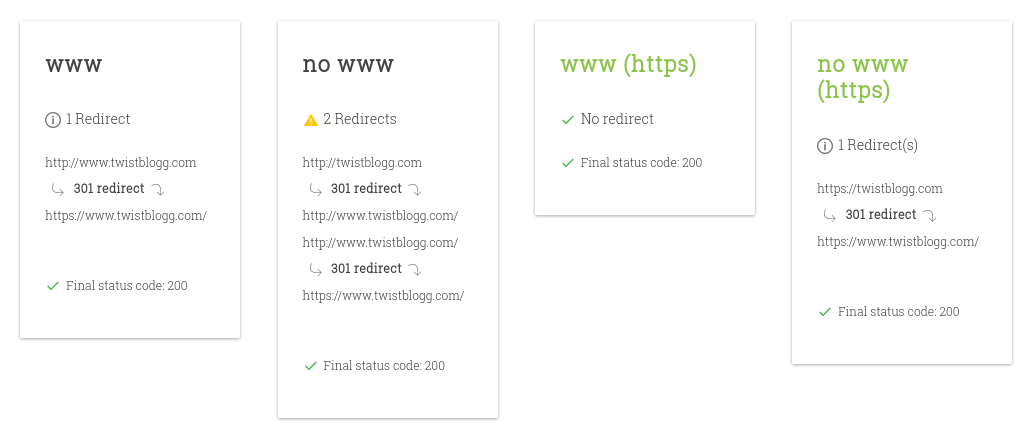 www
1 Redirect
http://www.twistblogg.com
301 redirect
https://www.twistblogg.com/
Final status code: 200
no www
2 Redirects
http://twistblogg.com
301 redirect
http://www.twistblogg.com/
http://www.twistblogg.com/
301 redirect
https://www.twistblogg.com/
Final status code: 200
www (https)
No redirect
Final status code: 200
no www
(https)
1 Redirect(s)
https://twistblogg.com
301 redirect
https://www.twistblogg.com/
Final status code: 200